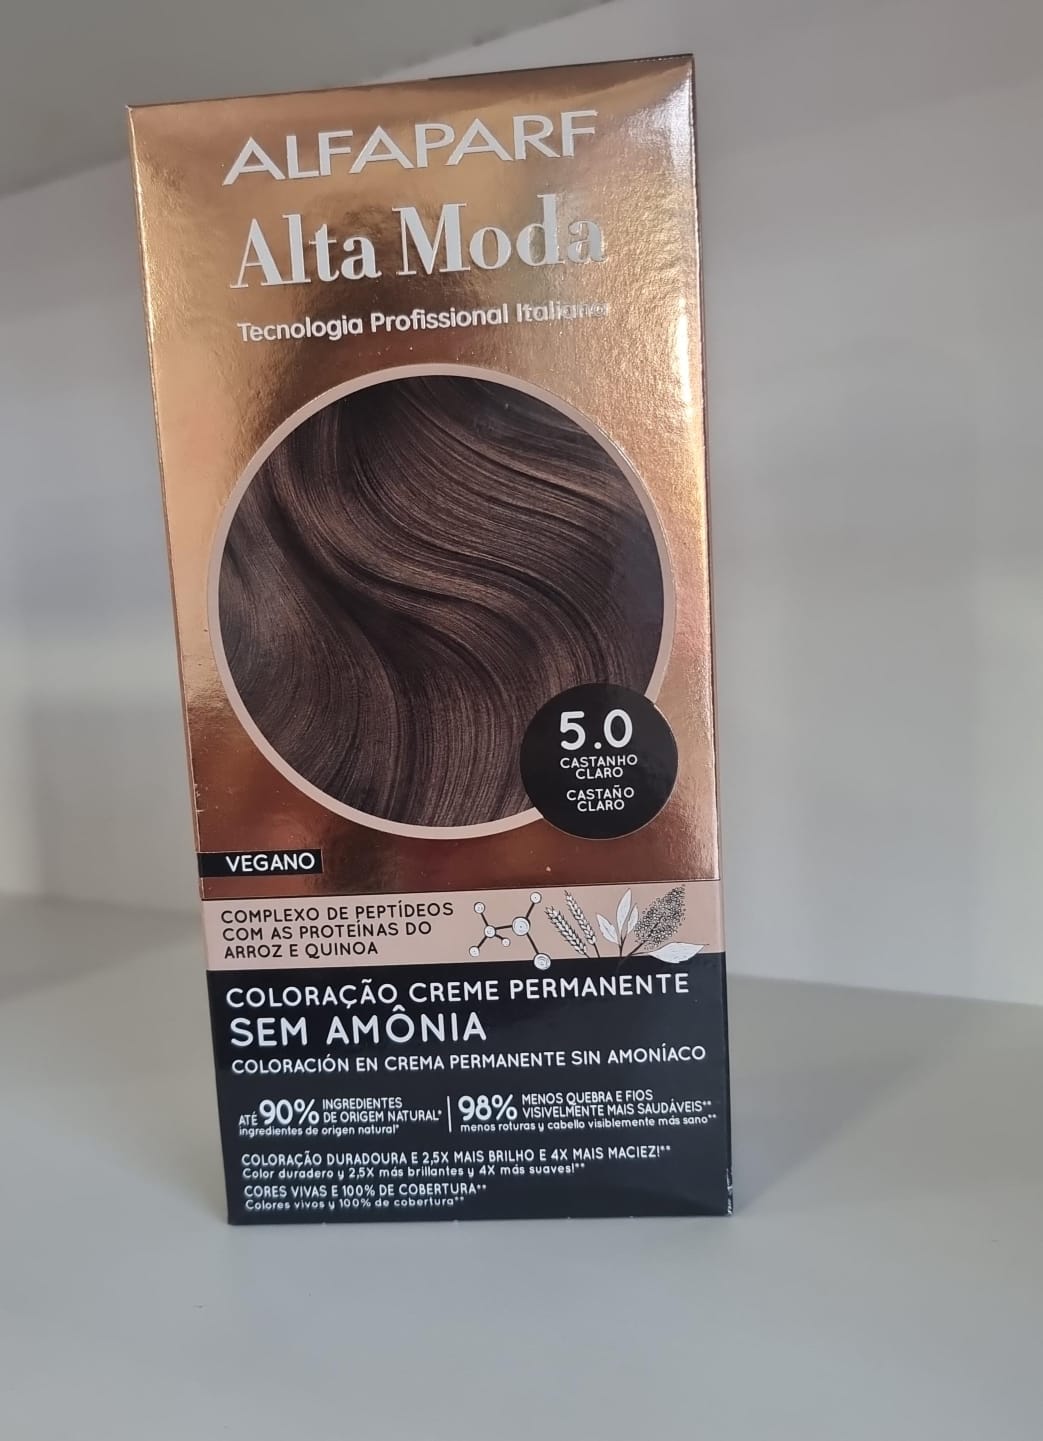 ALFAPARF
Alta Moda
Tecnologia Profissional Italiana
5.0
CASTANHO
CLARO
CASTAÑO
CLARO
VEGANO
COMPLEXO DE PEPTÍDEOS
COM AS PROTEÍNAS DO
ARROZ E QUINOA
COLORAÇÃO CREME PERMANENTE
SEM AMÔNIA
COLORACIÓN EN CREMA PERMANENTE SIN AMONÍACO
ATÉ 90% INGREDIENTES
DE ORIGEM NATURAL*
ingredientes de origen natural*
98% MENOS QUEBRA E FIOS
VISIVELMENTE MAIS SAUDÁVEIS**
menos roturas y cabello visiblemente más sano**
COLORAÇÃO DURADOURA E 2,5X MAIS BRILHO E 4X MAIS MACIEZ!**
Color duradero y 2,5X más brillantes y 4X más suaves!**
CORES VIVAS E 100% DE COBERTURA**
Colores vivos y 100% de cobertura**